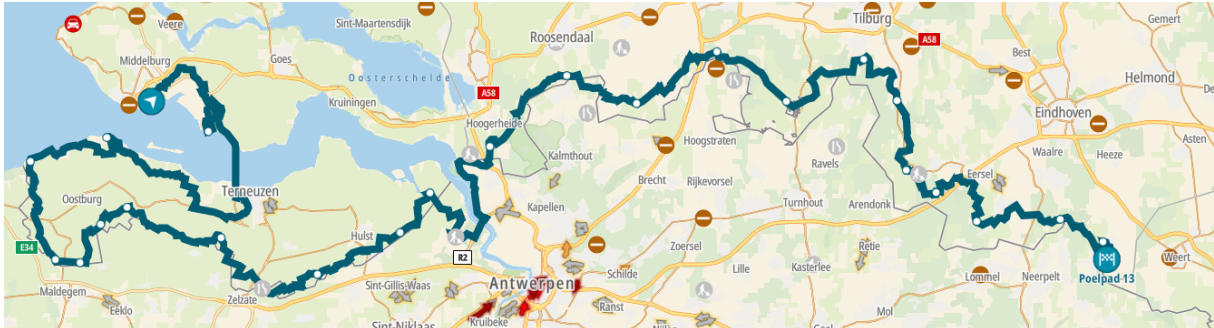 Sint-Maartensdijk
Tilburg
Gemert
Veere
Roosendaal
A58
Best
Middelburg
Goes
Oosterschelde
Helmond
Kruiningen
A58
Hoogerheide
Eindhoven
Hoogstraten
Asten
Kalmthout
Ravels
Waalre
Heeze
Terneuzen
Brecht
Rijkevorsel
Eersel
Oostburg
Kapellen
Turnhout
Arendonk
Hulst
E34
R2
Zoersel
Retie
Weert
Antwerpen
Schilde
Lille
Kasterlee
Lommel
Neerpelt
Poelpad 13
Maldegem
Zelzate
Sint-Gillis-Waas
Eeklo
Ranst
Mol
Sint-Niklaas
Kruibeke